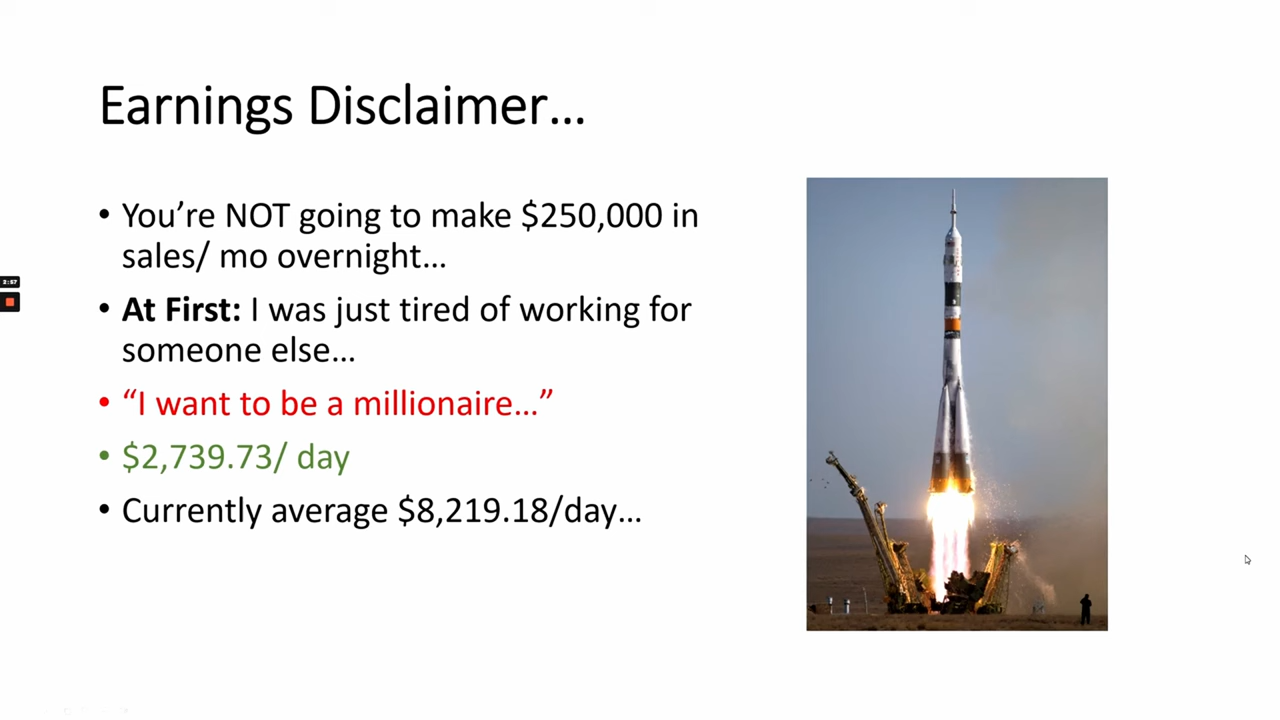 Earnings Disclaimer…
• You’re NOT going to make $250,000 in
sales/ mo overnight…
2:57
• At First: I was just tired of working for
someone else…
• “I want to be a millionaire…”
• $2,739.73/ day
• Currently average $8,219.18/day…